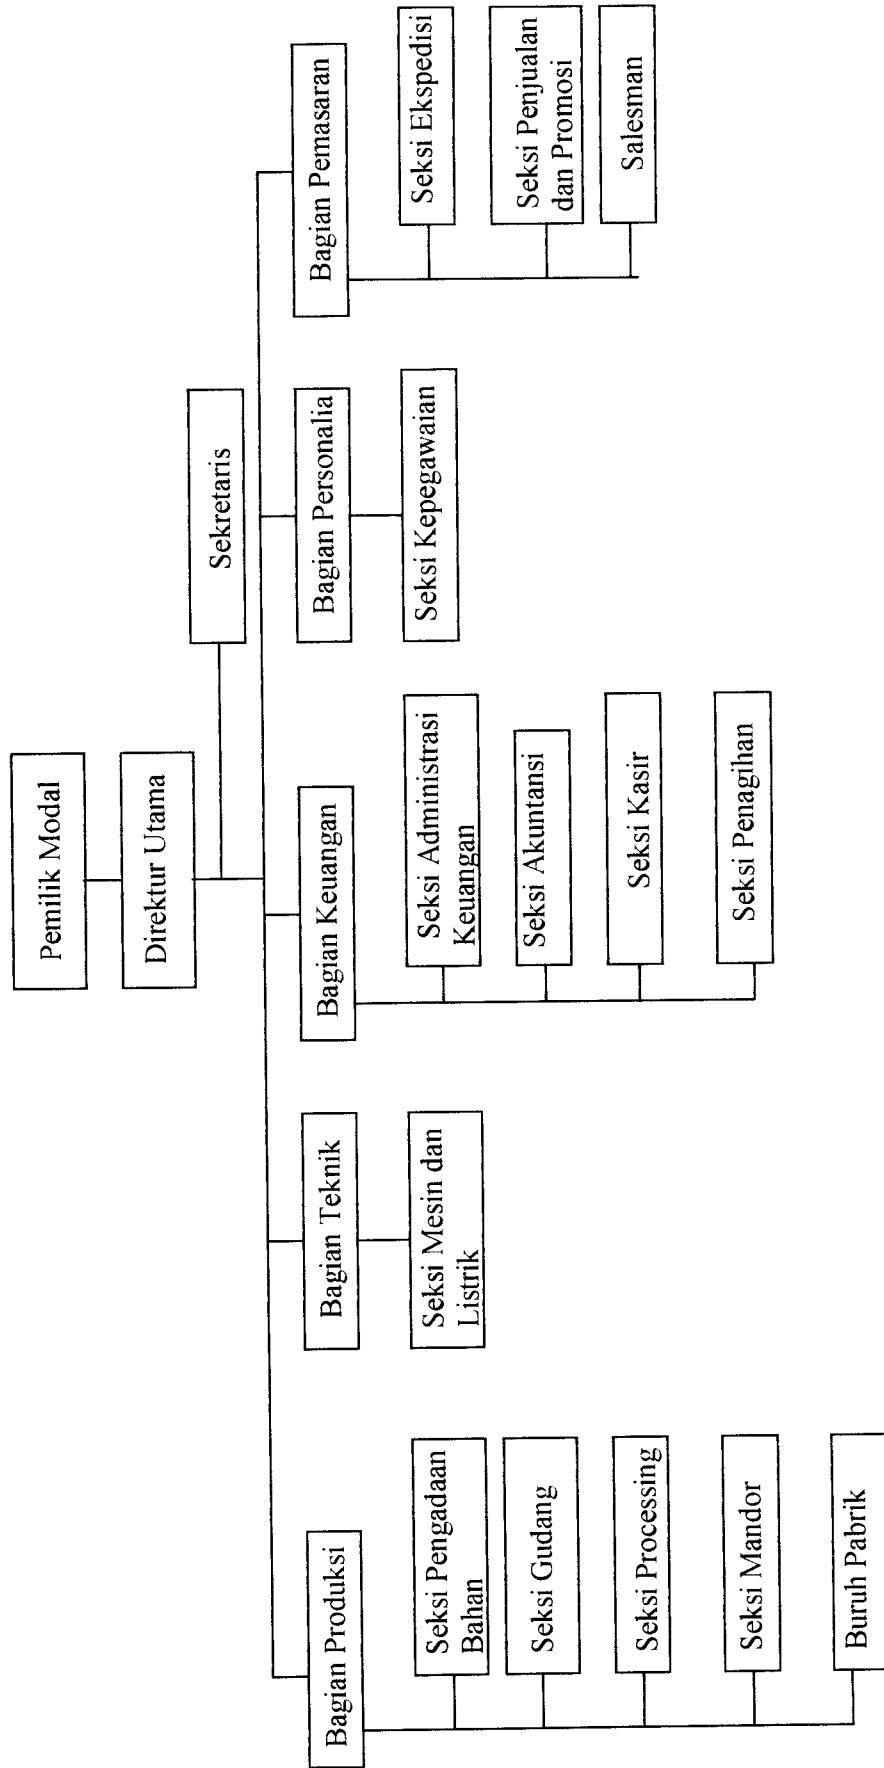 Pemilik Modal
Direktur Utama
Sekretaris
Bagian Produksi
Bagian Teknik
Bagian Keuangan
Bagian Personalia
Bagian Pemasaran
Seksi Pengadaan
Bahan
Seksi Gudang
Seksi Processing
Seksi Mandor
Buruh Pabrik
Seksi Mesin dan
Listrik
Seksi Administrasi
Keuangan
Seksi Akuntansi
Seksi Kasir
Seksi Penagihan
Seksi Kepegawaian
Seksi Ekspedisi
Seksi Penjualan
dan Promosi
Salesman